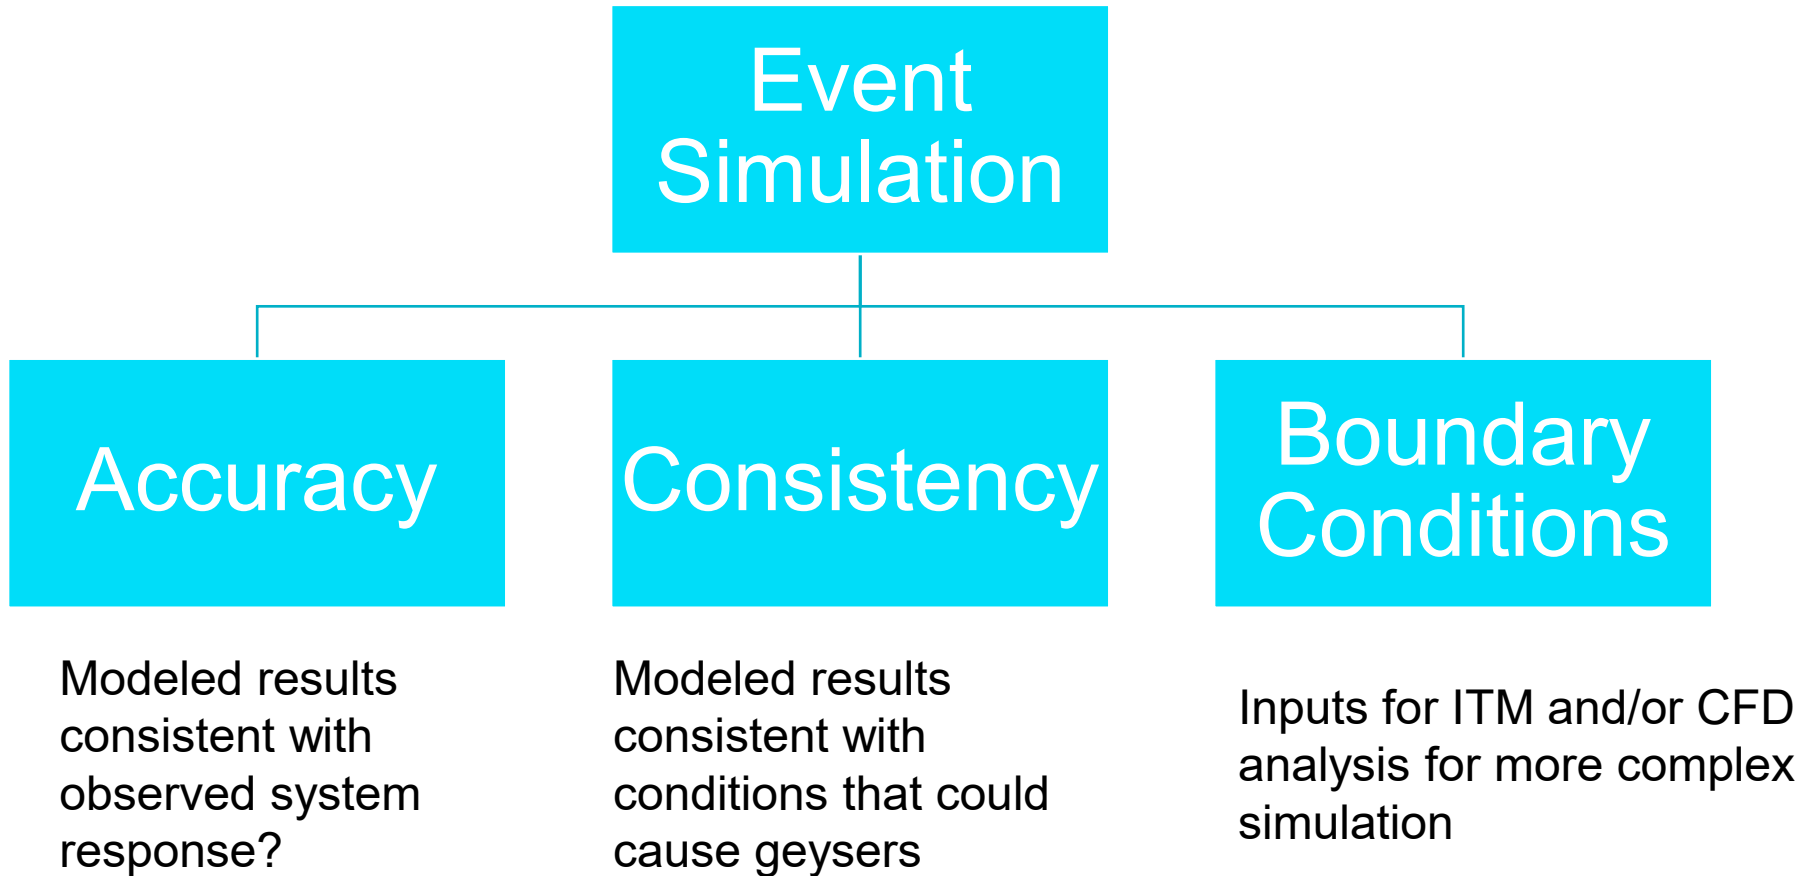 Event
Simulation
Accuracy
Consistency
Boundary
Conditions
Modeled results
consistent with
observed system
response?
Modeled results
consistent with
conditions that could
cause geysers
Inputs for ITM and/or CFD
analysis for more complex
simulation